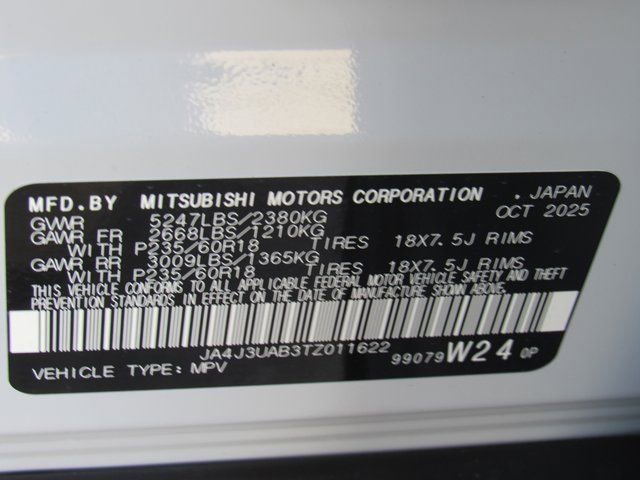 MFD.BY MITSUBISHI MOTORS CORPORATION , JAPAN
GVWR 5247LBS/2380KG OCT 2025
GAWR FR 2668LBS/1210KG
WITH P235/60R18 TIRES 18X7.5J RIMS
GAWR RR 3009LBS/1365KG
WITH P235/60R18 TIRES 18X7.5J RIMS
THIS VEHICLE CONFORMS TO ALL APPLICABLE FEDERAL MOTOR VEHICLE SAFETY AND THEFT
PREVENTION STANDARDS IN EFFECT ON THE DATE OF MANUFACTURE SHOWN ABOVE.
JA4J3UAB3TZ011622
99079 W24 0P
VEHICLE TYPE: MPV